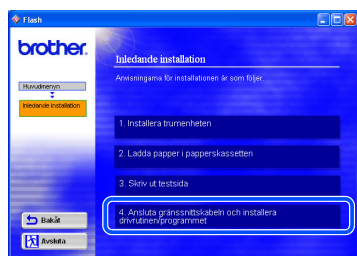 Flash
brother
Huvudmenyn
Inledande installation
Inledande installation
Anvisningarna för installationen är som följer.
1. Installera trumenheten
2. Ladda papper i papperskassetten
3. Skriv ut testsida
4. Ansluta gränssnittskabeln och installera
drivrutinen/programmet
Bakåt
Avsluta